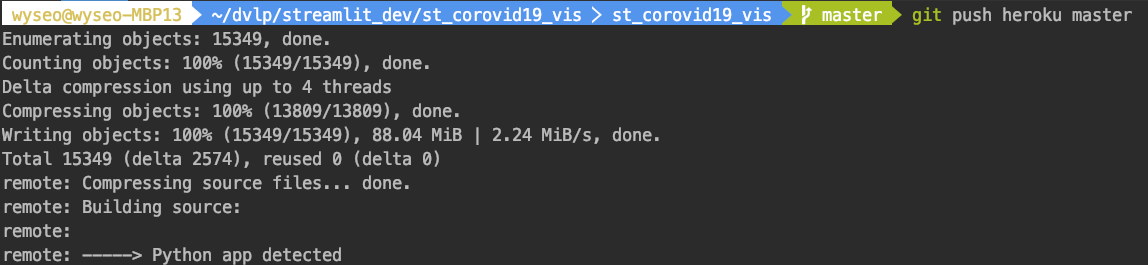 wyseo@wyseo-MBP13 ~/dvlp/streamlit_dev/st_corovid19_vis > st_corovid19_vis master git push heroku master
Enumerating objects: 15349, done.
Counting objects: 100% (15349/15349), done.
Delta compression using up to 4 threads
Compressing objects: 100% (13809/13809), done.
Writing objects: 100% (15349/15349), 88.04 MiB | 2.24 MiB/s, done.
Total 15349 (delta 2574), reused 0 (delta 0)
remote: Compressing source files... done.
remote: Building source:
remote:
remote: -----> Python app detected